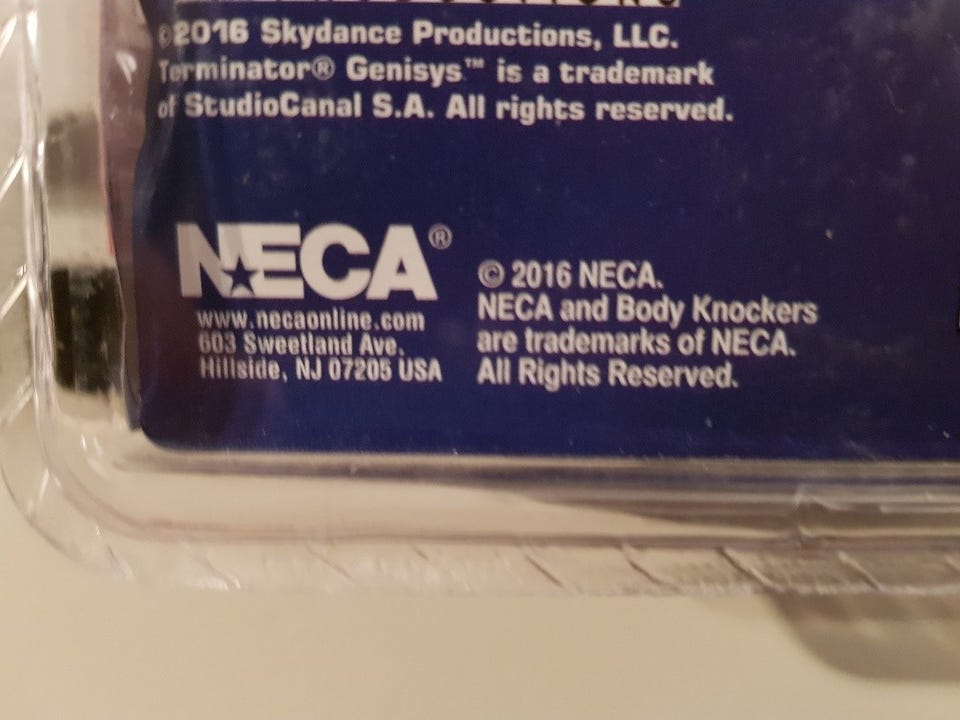 ©2016 Skydance Productions, LLC.
Terminator® Genisys™ is a trademark
of StudioCanal S.A. All rights reserved.
NECA®
www.necaonline.com
603 Sweetland Ave.
Hillside, NJ 07205 USA
© 2016 NECA.
NECA and Body Knockers
are trademarks of NECA.
All Rights Reserved.